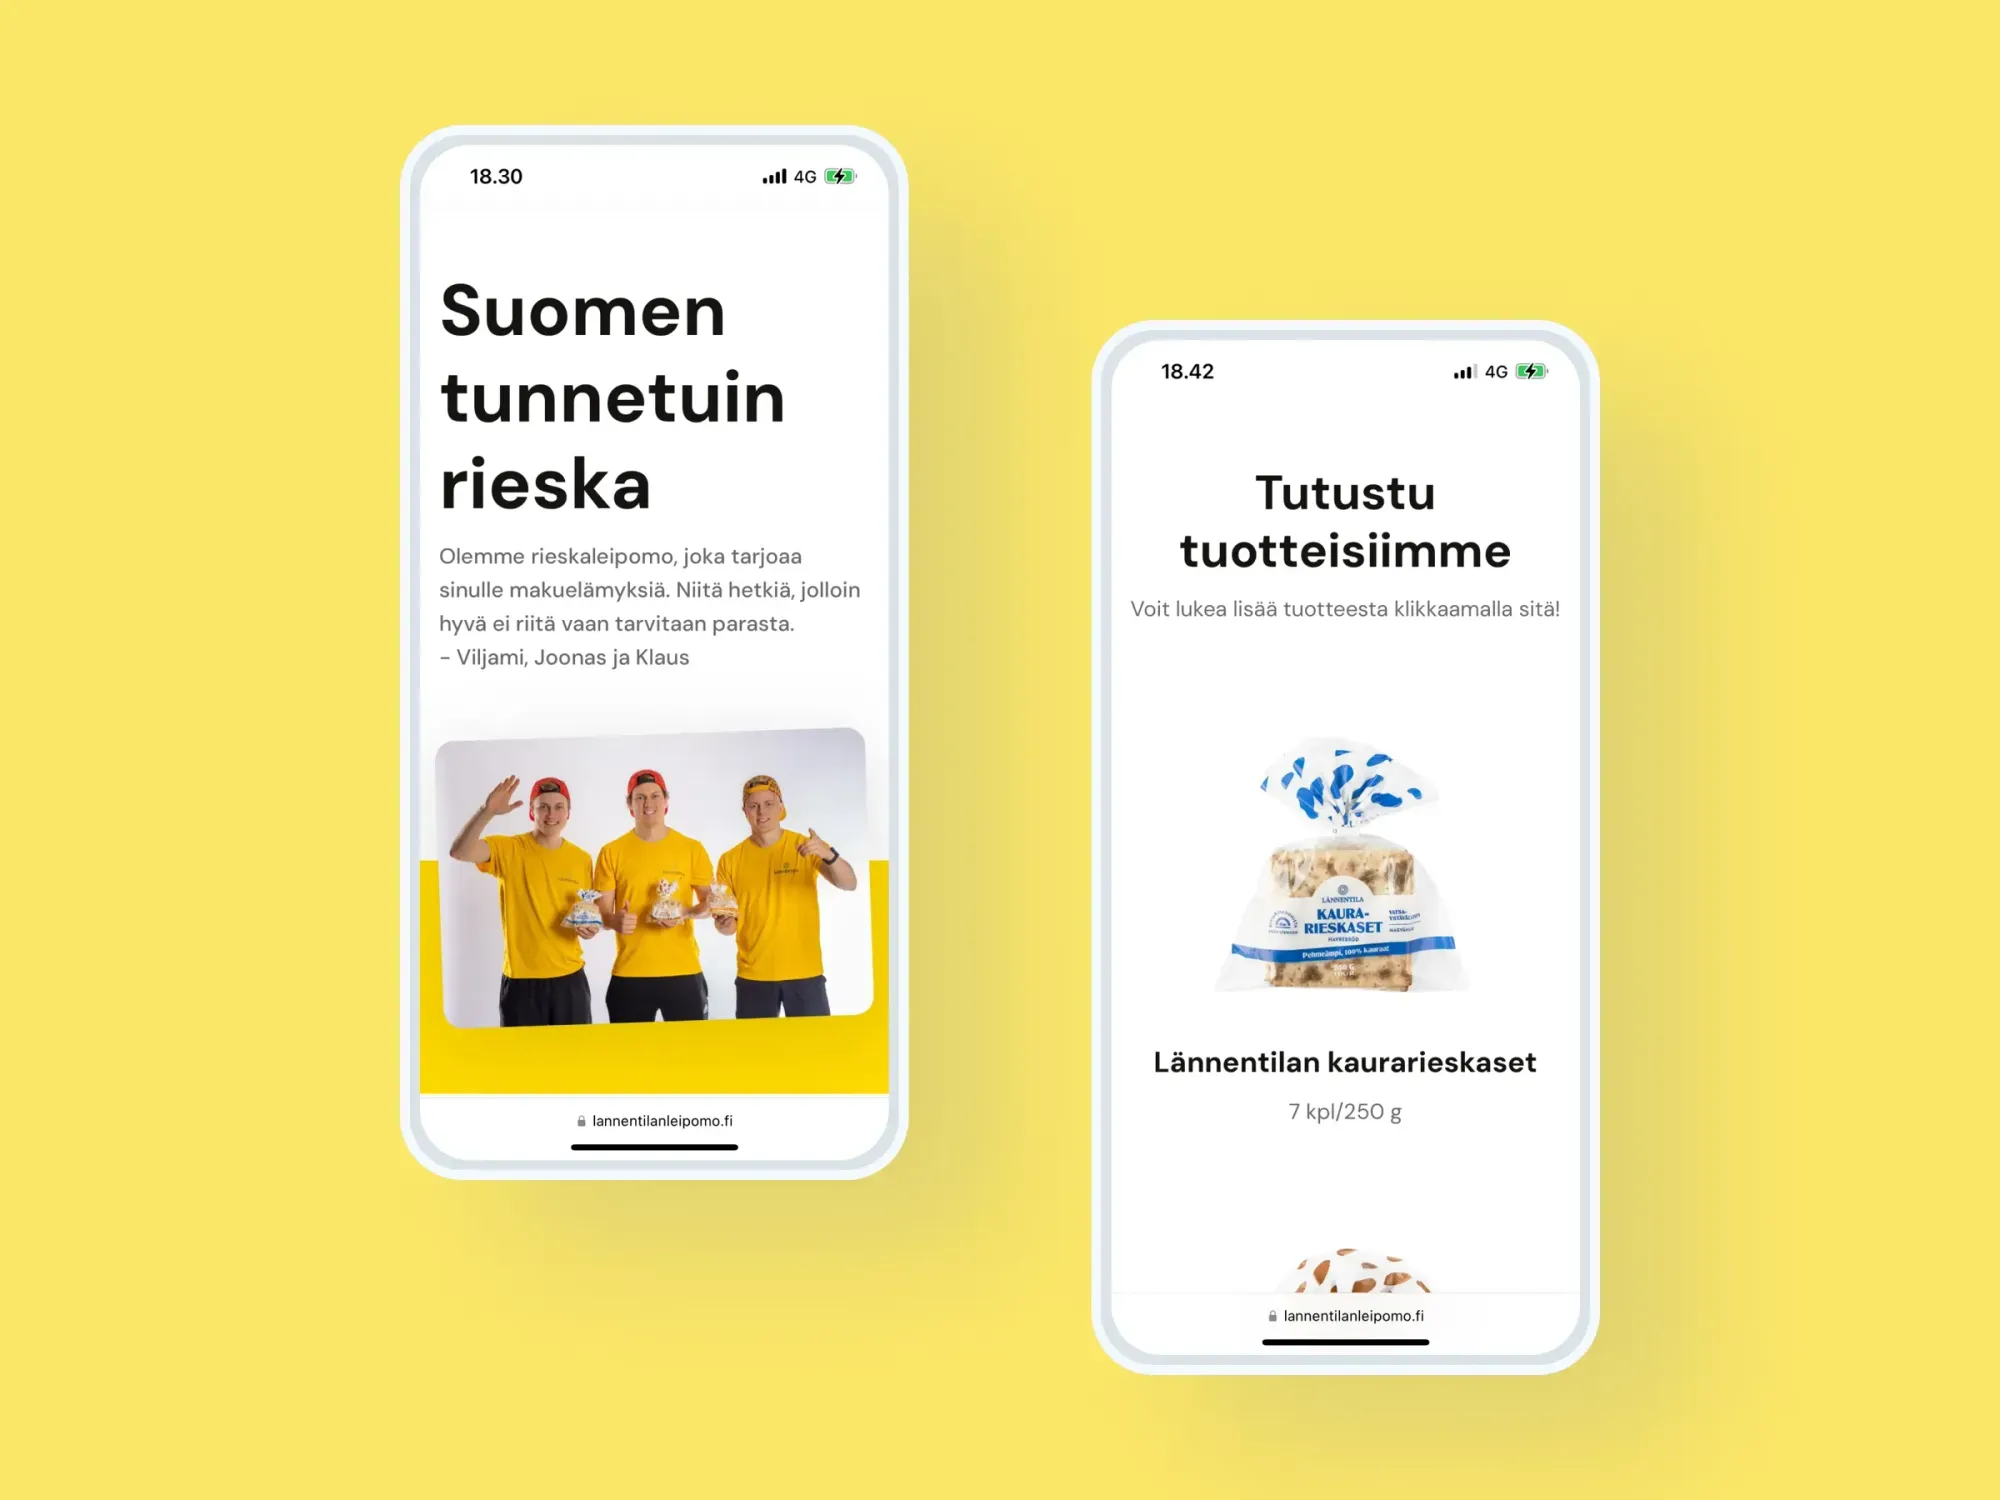 18.30
4G
Suomen
tunnetuin
rieska
Olemme rieskaleipomo, joka tarjoaa
sinulle makuelämyksiä. Niitä hetkiä, jolloin
hyvä ei riitä vaan tarvitaan parasta.
- Viljami, Joonas ja Klaus
lannentilanleipomo.fi
18.42
4G
Tutustu
tuotteisiimme
Voit lukea lisää tuotteesta klikkaamalla sitä!
LÄNNENTILA
KAURA-
RIESKASET
HAVREBRÖD
Pehmeämpi, 100% kauraa!
Lännentilan kaurarieskaset
7 kpl/250 g
lannentilanleipomo.fi